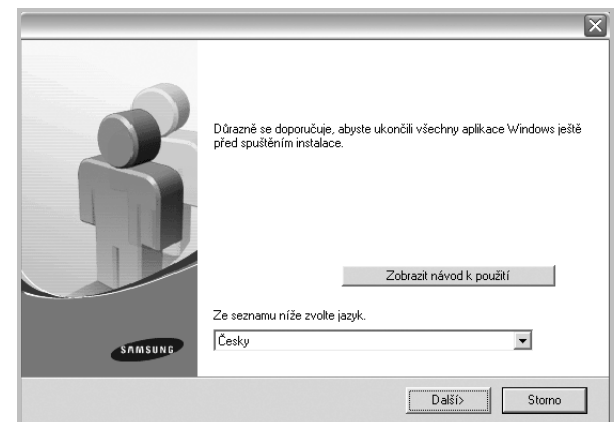 Důrazně se doporučuje, abyste ukončili všechny aplikace Windows ještě
před spuštěním instalace.
Zobrazit návod k použití
Ze seznamu níže zvolte jazyk.
Česky
SAMSUNG
Další>
Storno